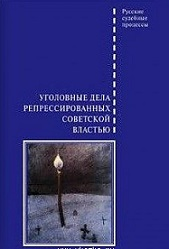 Русские
судебные
процессы
УГОЛОВНЫЕ ДЕЛА
РЕПРЕССИРОВАННЫХ
СОВЕТСКОЙ
ВЛАСТЬЮ